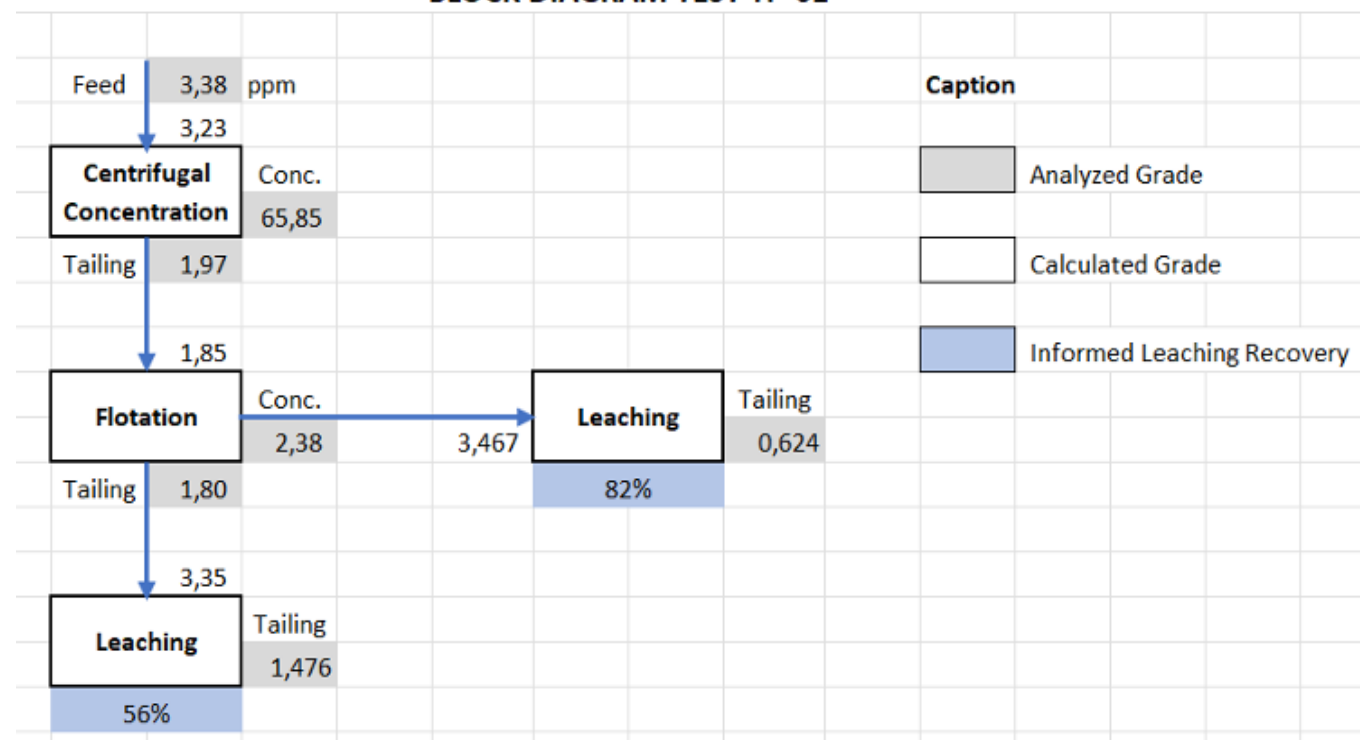 Feed 3,38 ppm
Caption
3,23
Centrifugal
Concentration
Conc.
65,85
Analyzed Grade
Tailing 1,97
Calculated Grade
1,85
Informed Leaching Recovery
Flotation
Conc.
2,38
3,467
Leaching
Tailing
0,624
82%
Tailing 1,80
3,35
Leaching
Tailing
1,476
56%